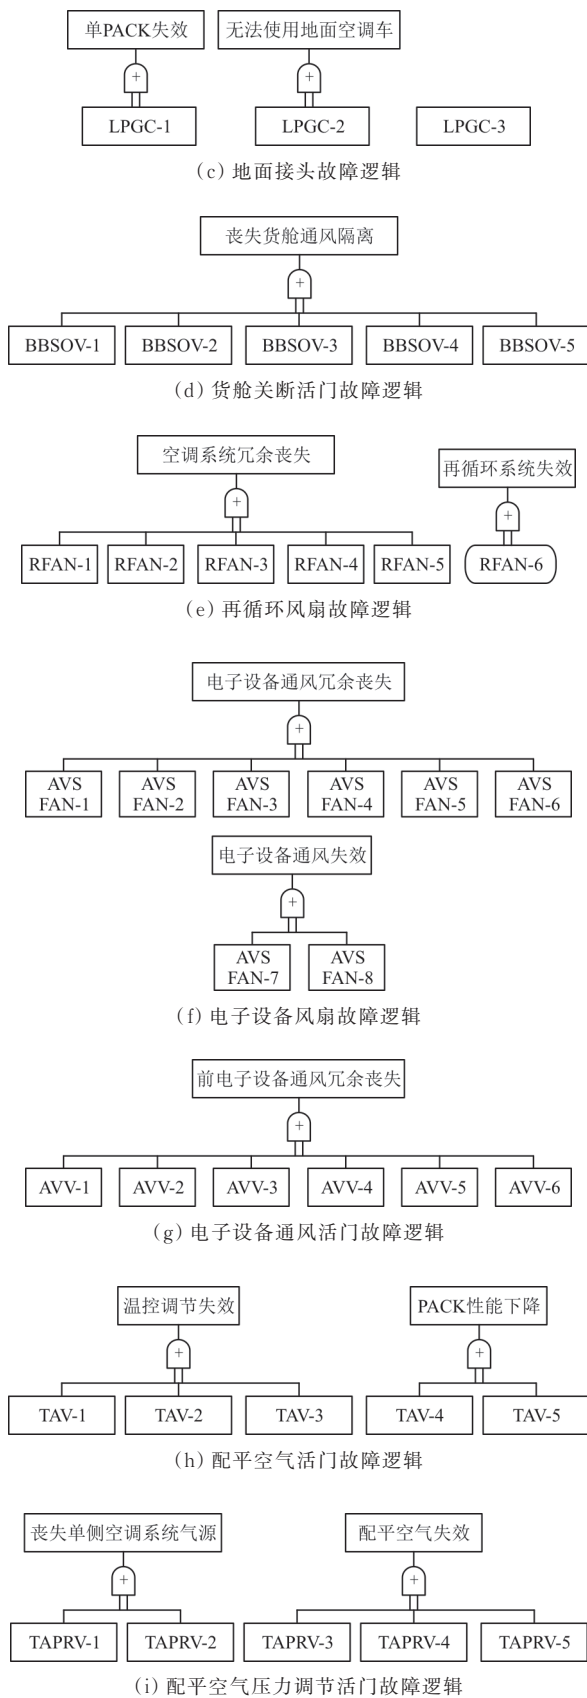 单PACK失效 无法使用地面空调车
+ +
LPGC-1 LPGC-2 LPGC-3
(c) 地面接头故障逻辑
丧失货舱通风隔离
+
BBSOV-1 BBSOV-2 BBSOV-3 BBSOV-4 BBSOV-5
(d) 货舱关断活门故障逻辑
空调系统冗余丧失 再循环系统失效
+ +
RFAN-1 RFAN-2 RFAN-3 RFAN-4 RFAN-5 RFAN-6
(e) 再循环风扇故障逻辑
电子设备通风冗余丧失
+
AVS AVS AVS AVS AVS AVS
FAN-1 FAN-2 FAN-3 FAN-4 FAN-5 FAN-6
电子设备通风失效
+
AVS AVS
FAN-7 FAN-8
(f) 电子设备风扇故障逻辑
前电子设备通风冗余丧失
+
AVV-1 AVV-2 AVV-3 AVV-4 AVV-5 AVV-6
(g) 电子设备通风活门故障逻辑
温控调节失效 PACK性能下降
+ +
TAV-1 TAV-2 TAV-3 TAV-4 TAV-5
(h) 配平空气活门故障逻辑
丧失单侧空调系统气源 配平空气失效
+ +
TAPRV-1 TAPRV-2 TAPRV-3 TAPRV-4 TAPRV-5
(i) 配平空气压力调节活门故障逻辑